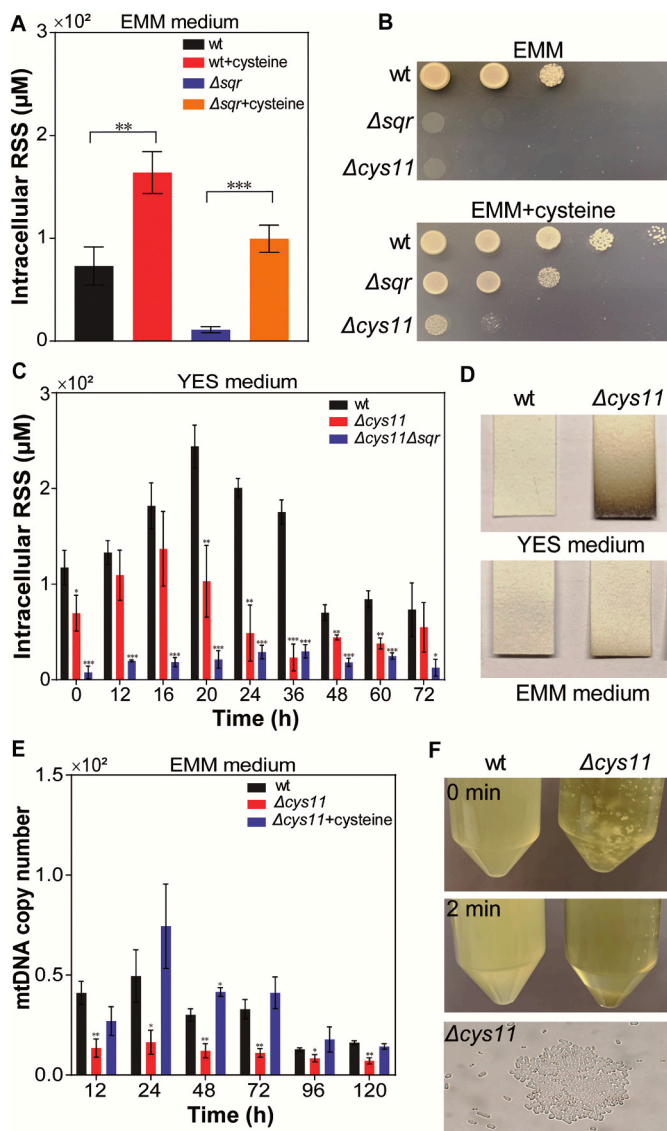 A
EMM medium
×10²
Intracellular RSS (μM)
3
2
1
0
wt
wt+cysteine
Δsqr
Δsqr+cysteine
**
***
B
EMM
wt
Δsqr
Δcys11
EMM+cysteine
wt
Δsqr
Δcys11
C
YES medium
×10²
Intracellular RSS (μM)
3
2
1
0
wt
Δcys11
Δcys11Δsqr
* *** *** *** ** *** ** *** *** *** ** *** ** *** *
0 12 16 20 24 36 48 60 72
Time (h)
D
wt Δcys11
YES medium
EMM medium
E
EMM medium
×10²
mtDNA copy number
1.5
1.0
0.5
0.0
wt
Δcys11
Δcys11+cysteine
** * ** * ** * **
12 24 48 72 96 120
Time (h)
F
wt Δcys11
0 min
2 min
Δcys11